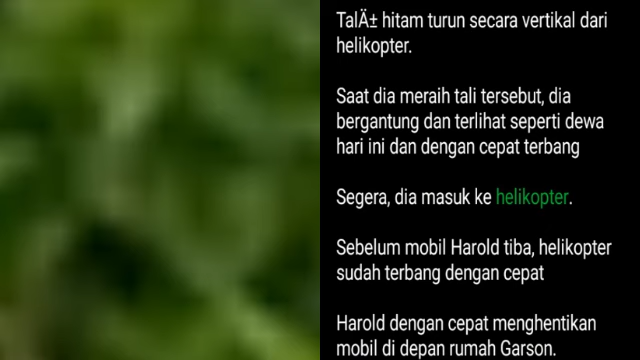 TalÄ± hitam turun secara vertikal dari
helikopter.
Saat dia meraih tali tersebut, dia
bergantung dan terlihat seperti dewa
hari ini dan dengan cepat terbang
Segera, dia masuk ke helikopter.
Sebelum mobil Harold tiba, helikopter
sudah terbang dengan cepat
Harold dengan cepat menghentikan
mobil di depan rumah Garson.